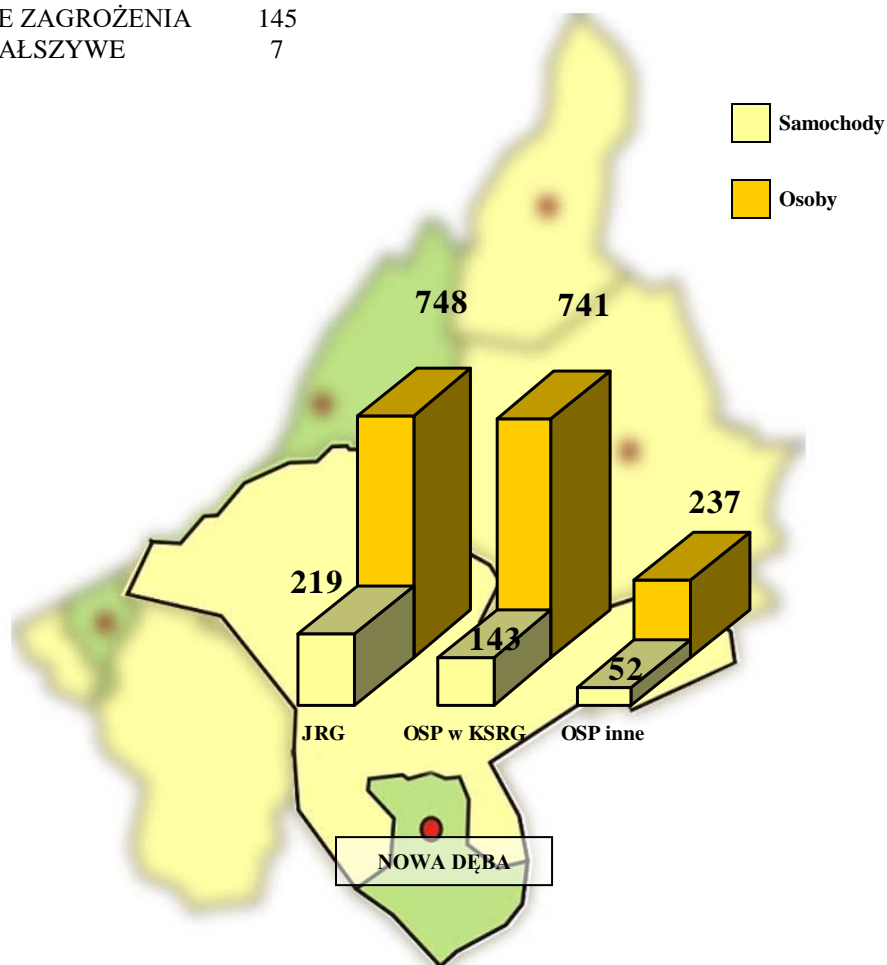 E ZAGROŻENIA 145
AŁSZYWE 7
Samochody
Osoby
748 741
237
219
143
52
JRG OSP w KSRG OSP inne
NOWA DĘBA